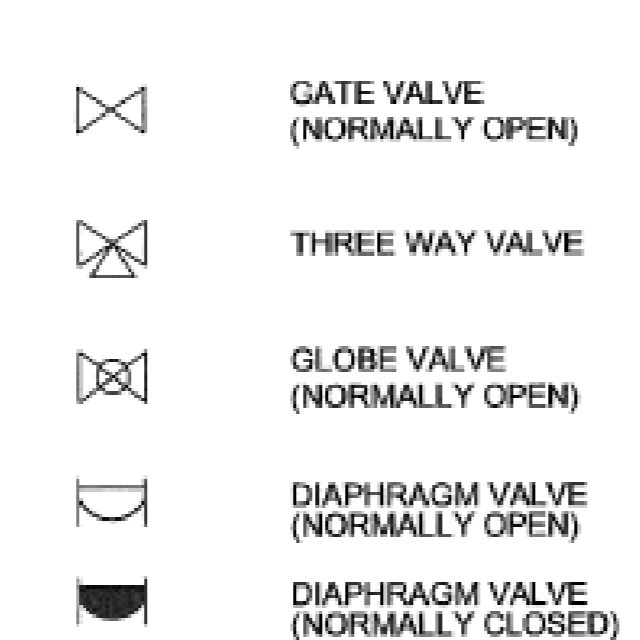 GATE VALVE
(NORMALLY OPEN)
THREE WAY VALVE
GLOBE VALVE
(NORMALLY OPEN)
DIAPHRAGM VALVE
(NORMALLY OPEN)
DIAPHRAGM VALVE
(NORMALLY CLOSED)